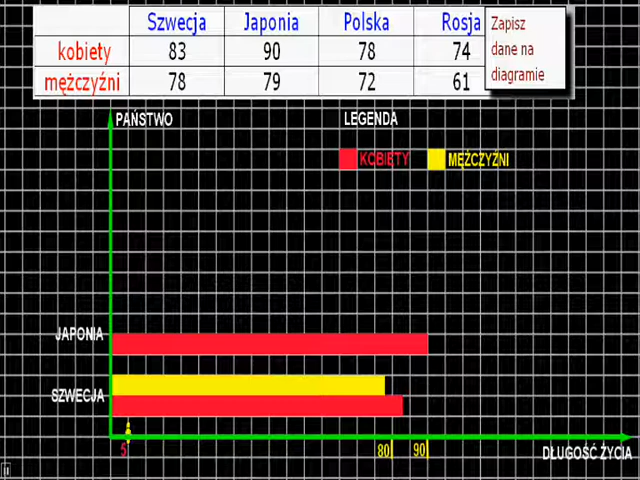 Szwecja Japonia Polska Rosja
kobiety 83 90 78 74
mężczyźni 78 79 72 61
Zapisz
dane na
diagramie
PAŃSTWO
LEGENDA
KOBIETY MĘŻCZYŹNI
JAPONIA
SZWECJA
5 80 90
DŁUGOŚĆ ŻYCIA